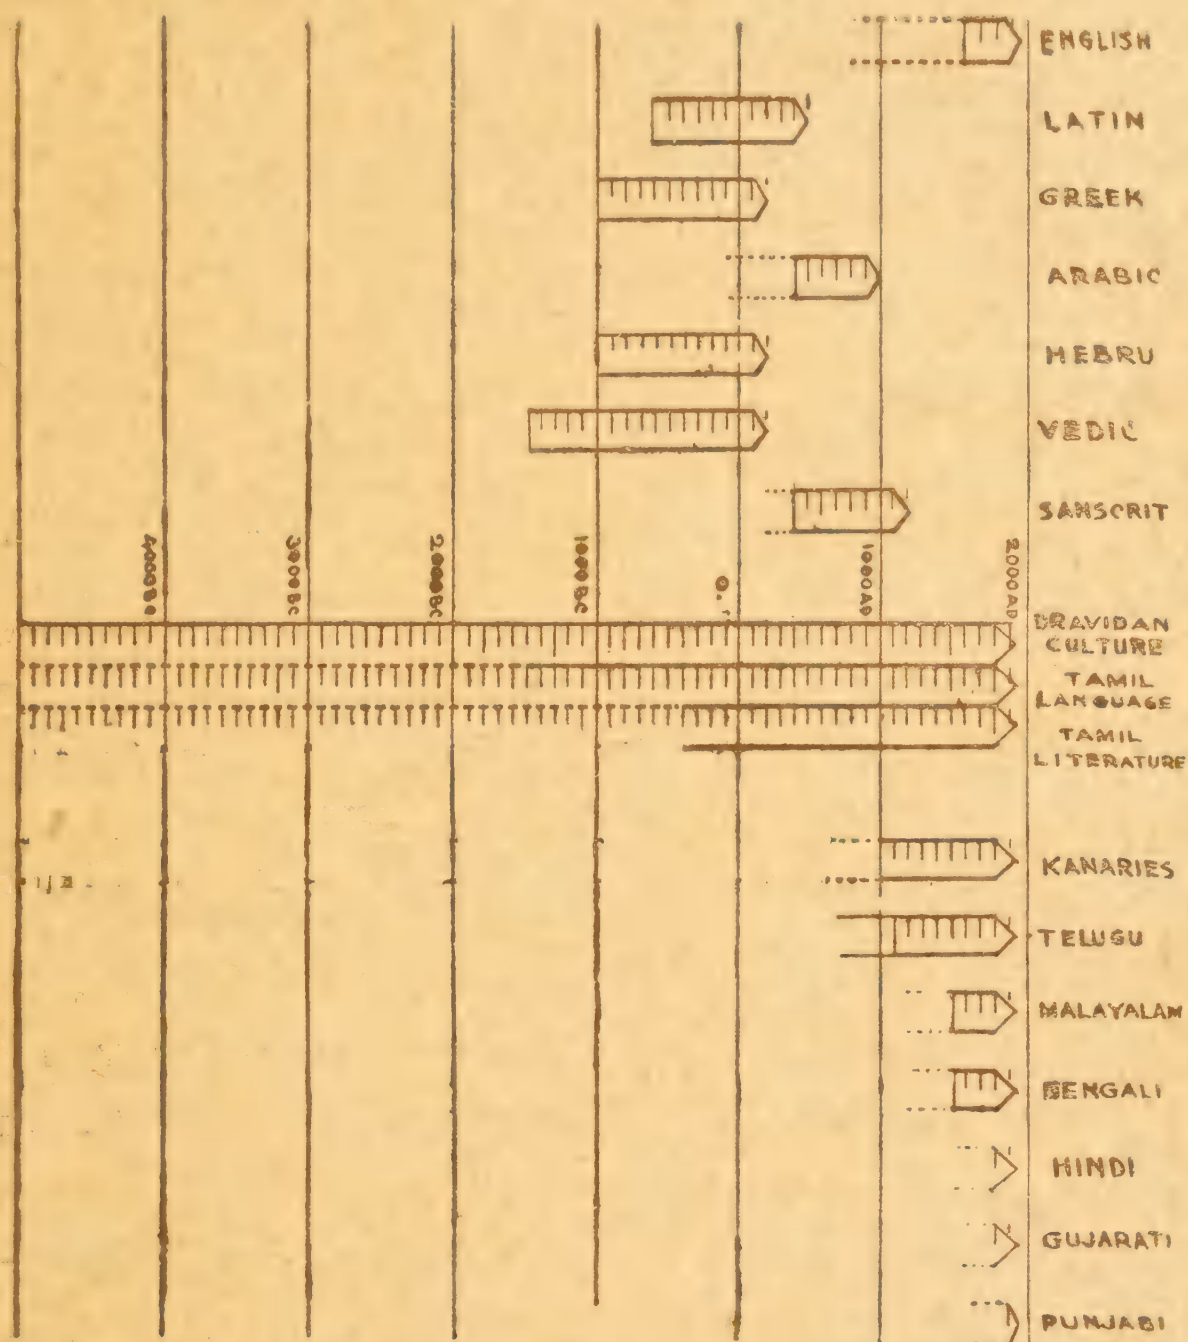 ENGLISH
LATIN
GREEK
ARABIC
HEBRU
VEDIC
SANSCRIT
4000BC
3000BC
2000BC
1000BC
0.
1000AD
2000AD
DRAVIDAN
CULTURE
TAMIL
LANGUAGE
TAMIL
LITERATURE
KANARIES
TELUGU
MALAYALAM
BENGALI
HINDI
GUJARATI
PUNJABI